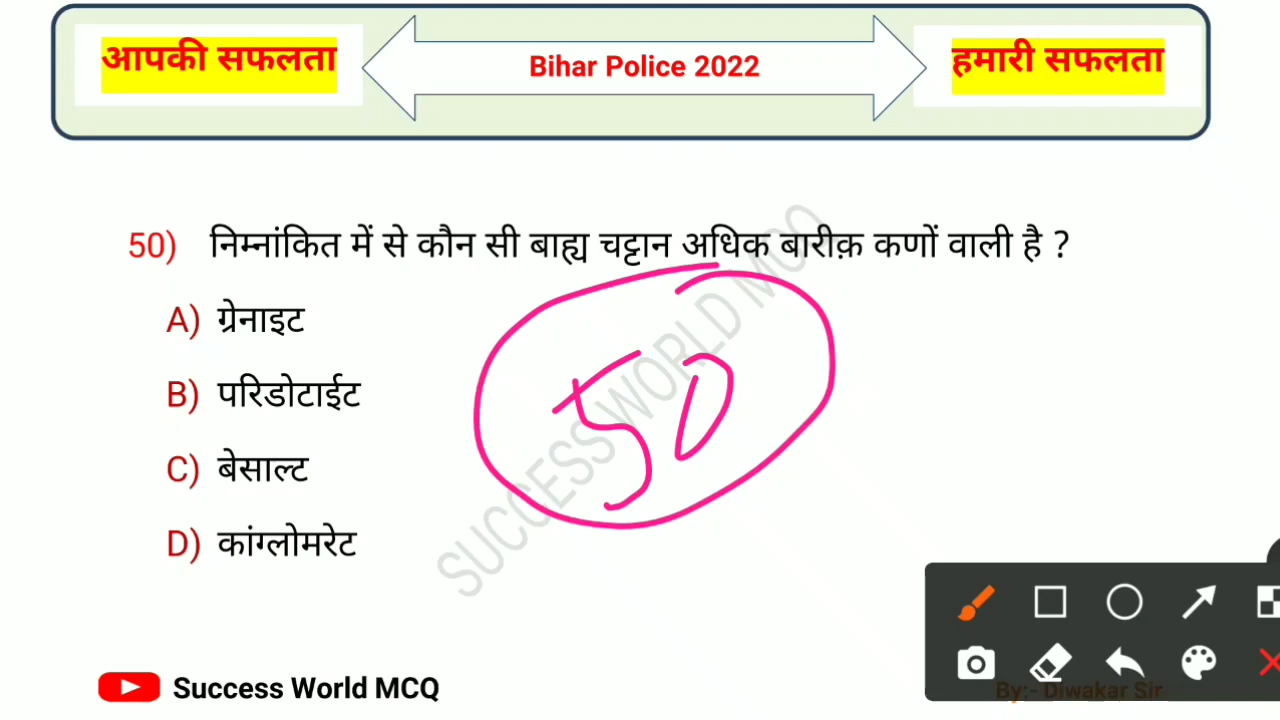 आपकी सफलता
Bihar Police 2022
हमारी सफलता
50) निम्नांकित में से कौन सी बाह्य चट्टान अधिक बारीक़ कणों वाली है ?
A) ग्रेनाइट
B) परिडोटाईट
C) बेसाल्ट
D) कांग्लोमरेट
50
SUCCESS WORLD MCQ
Success World MCQ
By:- Diwakar Sir